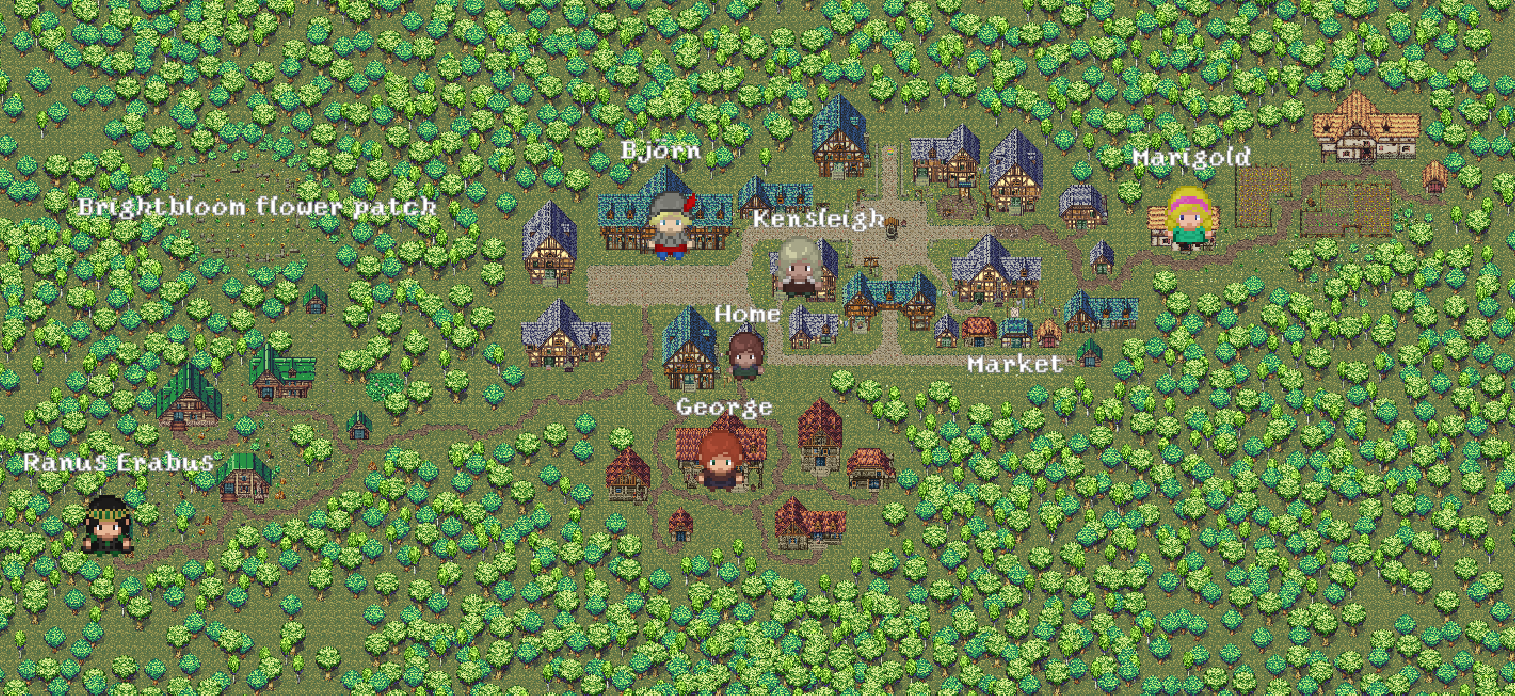 Bjorn
Marigold
Brightbloom flower patch
Kensleigh
Home
Market
George
Ranus Erabus